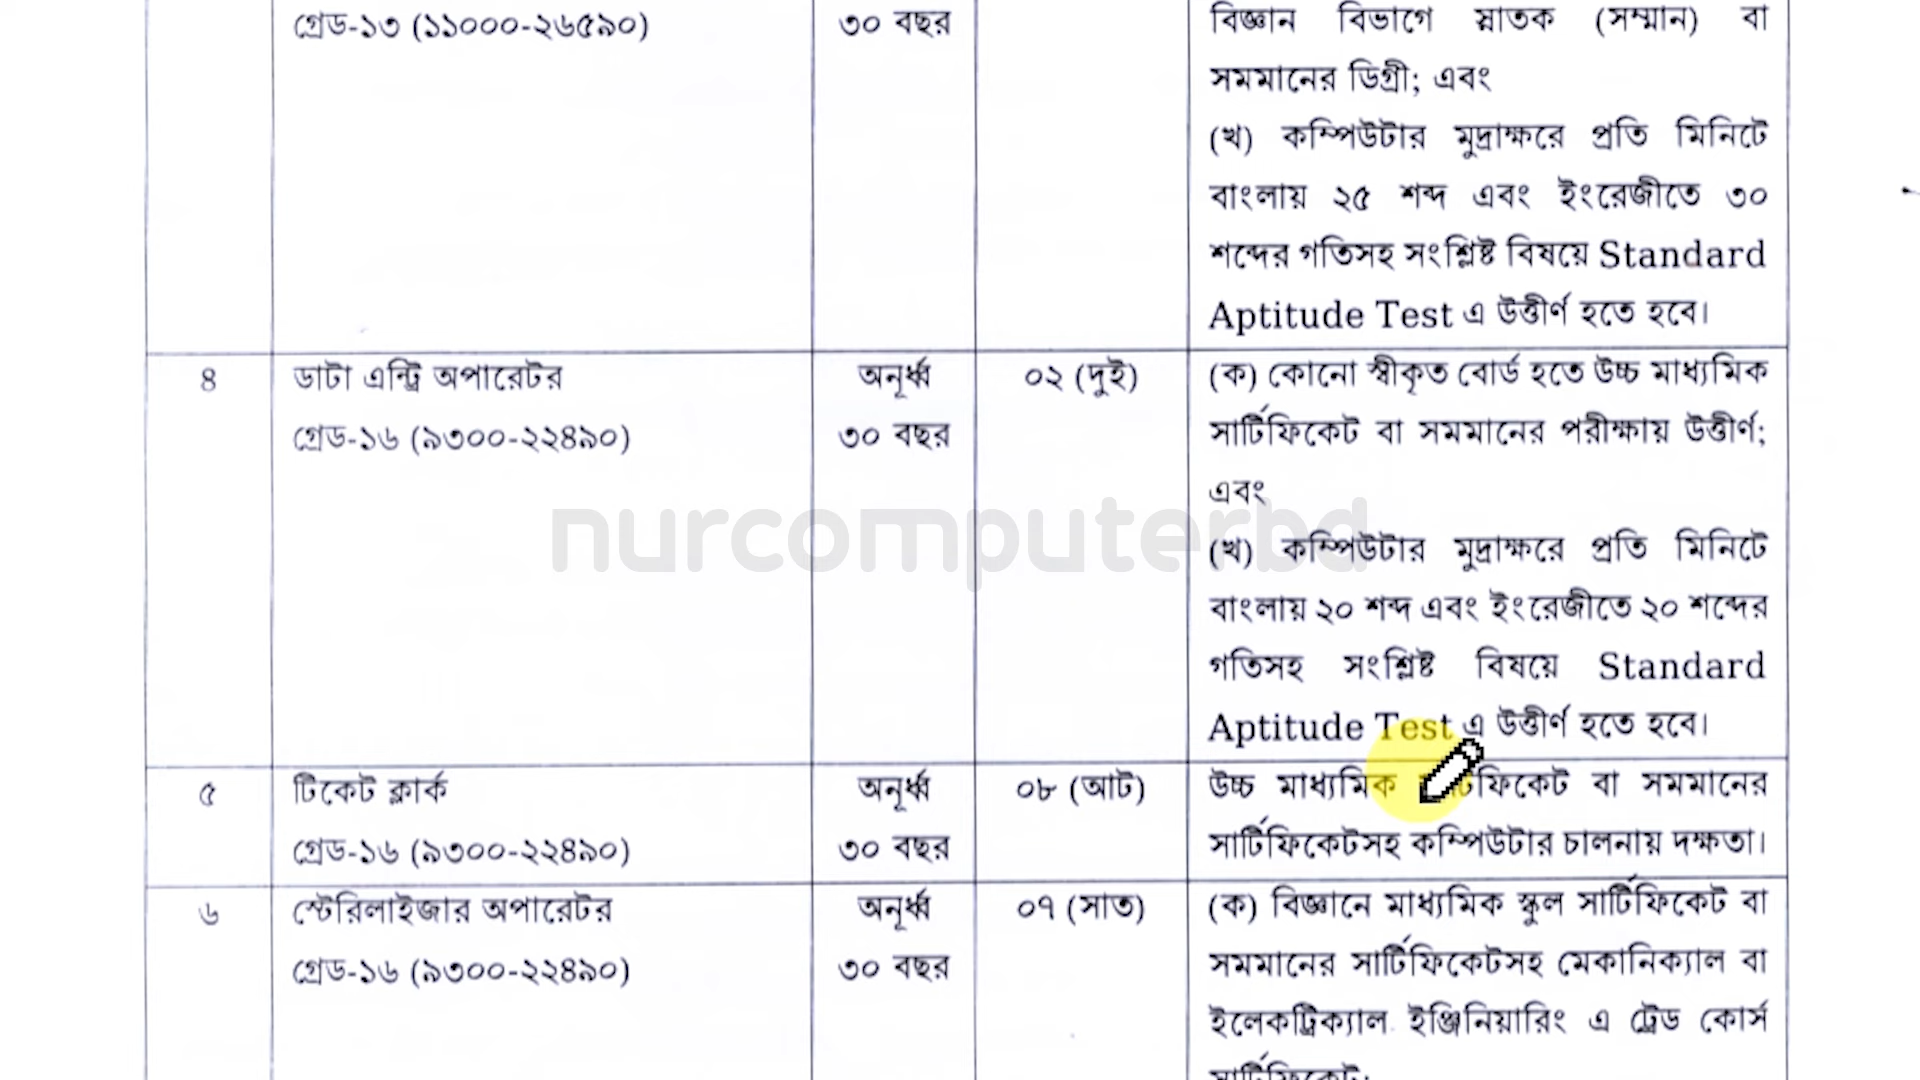 গ্রেড-১৩ (১১০০০-২৬৫৯০)
৩০ বছর
বিজ্ঞান বিভাগে স্নাতক (সম্মান) বা
সমমানের ডিগ্রী; এবং
(খ) কম্পিউটার মুদ্রাক্ষরে প্রতি মিনিটে
বাংলায় ২৫ শব্দ এবং ইংরেজীতে ৩০
শব্দের গতিসহ সংশ্লিষ্ট বিষয়ে Standard
Aptitude Test এ উত্তীর্ণ হতে হবে।
৪
ডাটা এন্ট্রি অপারেটর
গ্রেড-১৬ (৯৩০০-২২৪৯০)
অনূর্ধ্ব
৩০ বছর
০২ (দুই)
(ক) কোনো স্বীকৃত বোর্ড হতে উচ্চ মাধ্যমিক
সার্টিফিকেট বা সমমানের পরীক্ষায় উত্তীর্ণ;
এবং
(খ) কম্পিউটার মুদ্রাক্ষরে প্রতি মিনিটে
বাংলায় ২০ শব্দ এবং ইংরেজীতে ২০ শব্দের
গতিসহ সংশ্লিষ্ট বিষয়ে Standard
Aptitude Test এ উত্তীর্ণ হতে হবে।
nurcomputerbd
৫
টিকেট ক্লার্ক
গ্রেড-১৬ (৯৩০০-২২৪৯০)
অনূর্ধ্ব
৩০ বছর
০৮ (আট)
উচ্চ মাধ্যমিক সার্টিফিকেট বা সমমানের
সার্টিফিকেটসহ কম্পিউটার চালনায় দক্ষতা।
৬
স্টেরিলাইজার অপারেটর
গ্রেড-১৬ (৯৩০০-২২৪৯০)
অনূর্ধ্ব
৩০ বছর
০৭ (সাত)
(ক) বিজ্ঞানে মাধ্যমিক স্কুল সার্টিফিকেট বা
সমমানের সার্টিফিকেটসহ মেকানিক্যাল বা
ইলেকট্রিক্যাল ইঞ্জিনিয়ারিং এ ট্রেড কোর্স
সার্টিফিকেট;